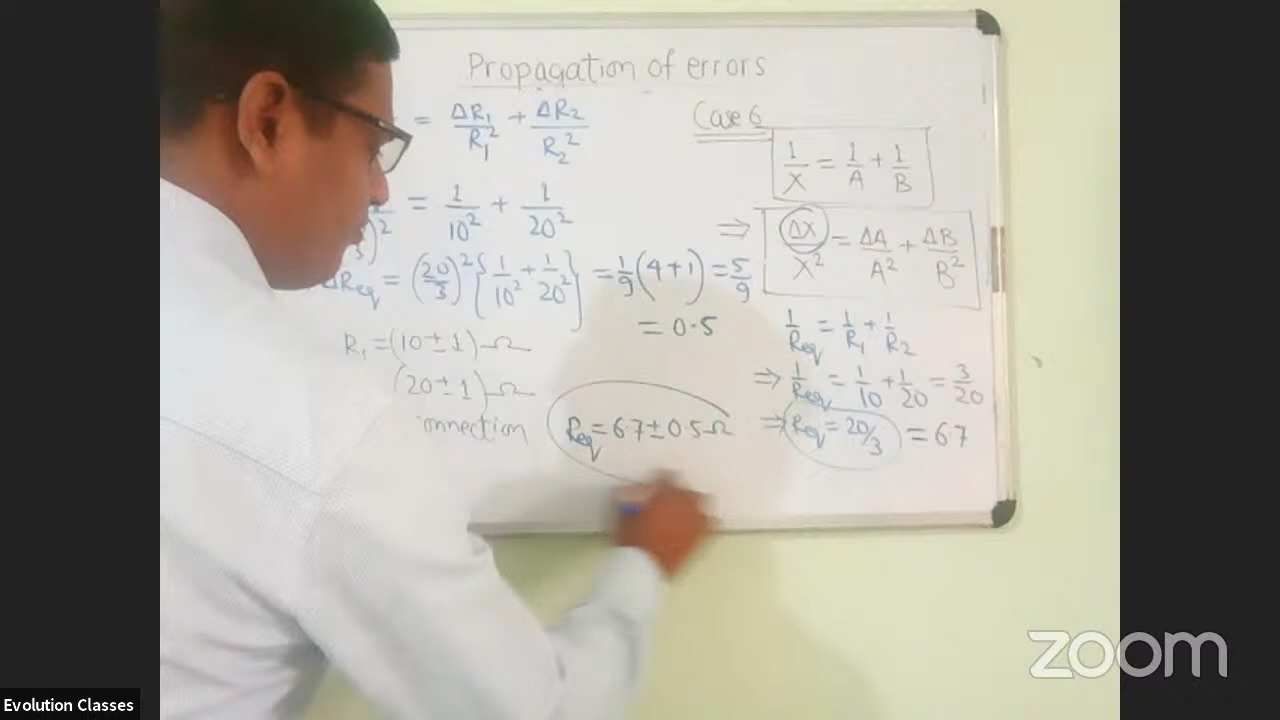 Propagation of errors
= ΔR₁/R₁² + ΔR₂/R₂²
= 1/10² + 1/20²
ΔReq = (20/3)² {1/10² + 1/20²} = 1/9 (4+1) = 5/9
= 0.5
R₁ = (10 ± 1) Ω
(20 ± 1) Ω
onnection
Req = 6.7 ± 0.5 Ω
Case 6
1/X = 1/A + 1/B
⇒ ΔX/X² = ΔA/A² + ΔB/B²
1/Req = 1/R₁ + 1/R₂
⇒ 1/Req = 1/10 + 1/20 = 3/20
⇒ Req = 20/3 = 6.7
zoom
Evolution Classes